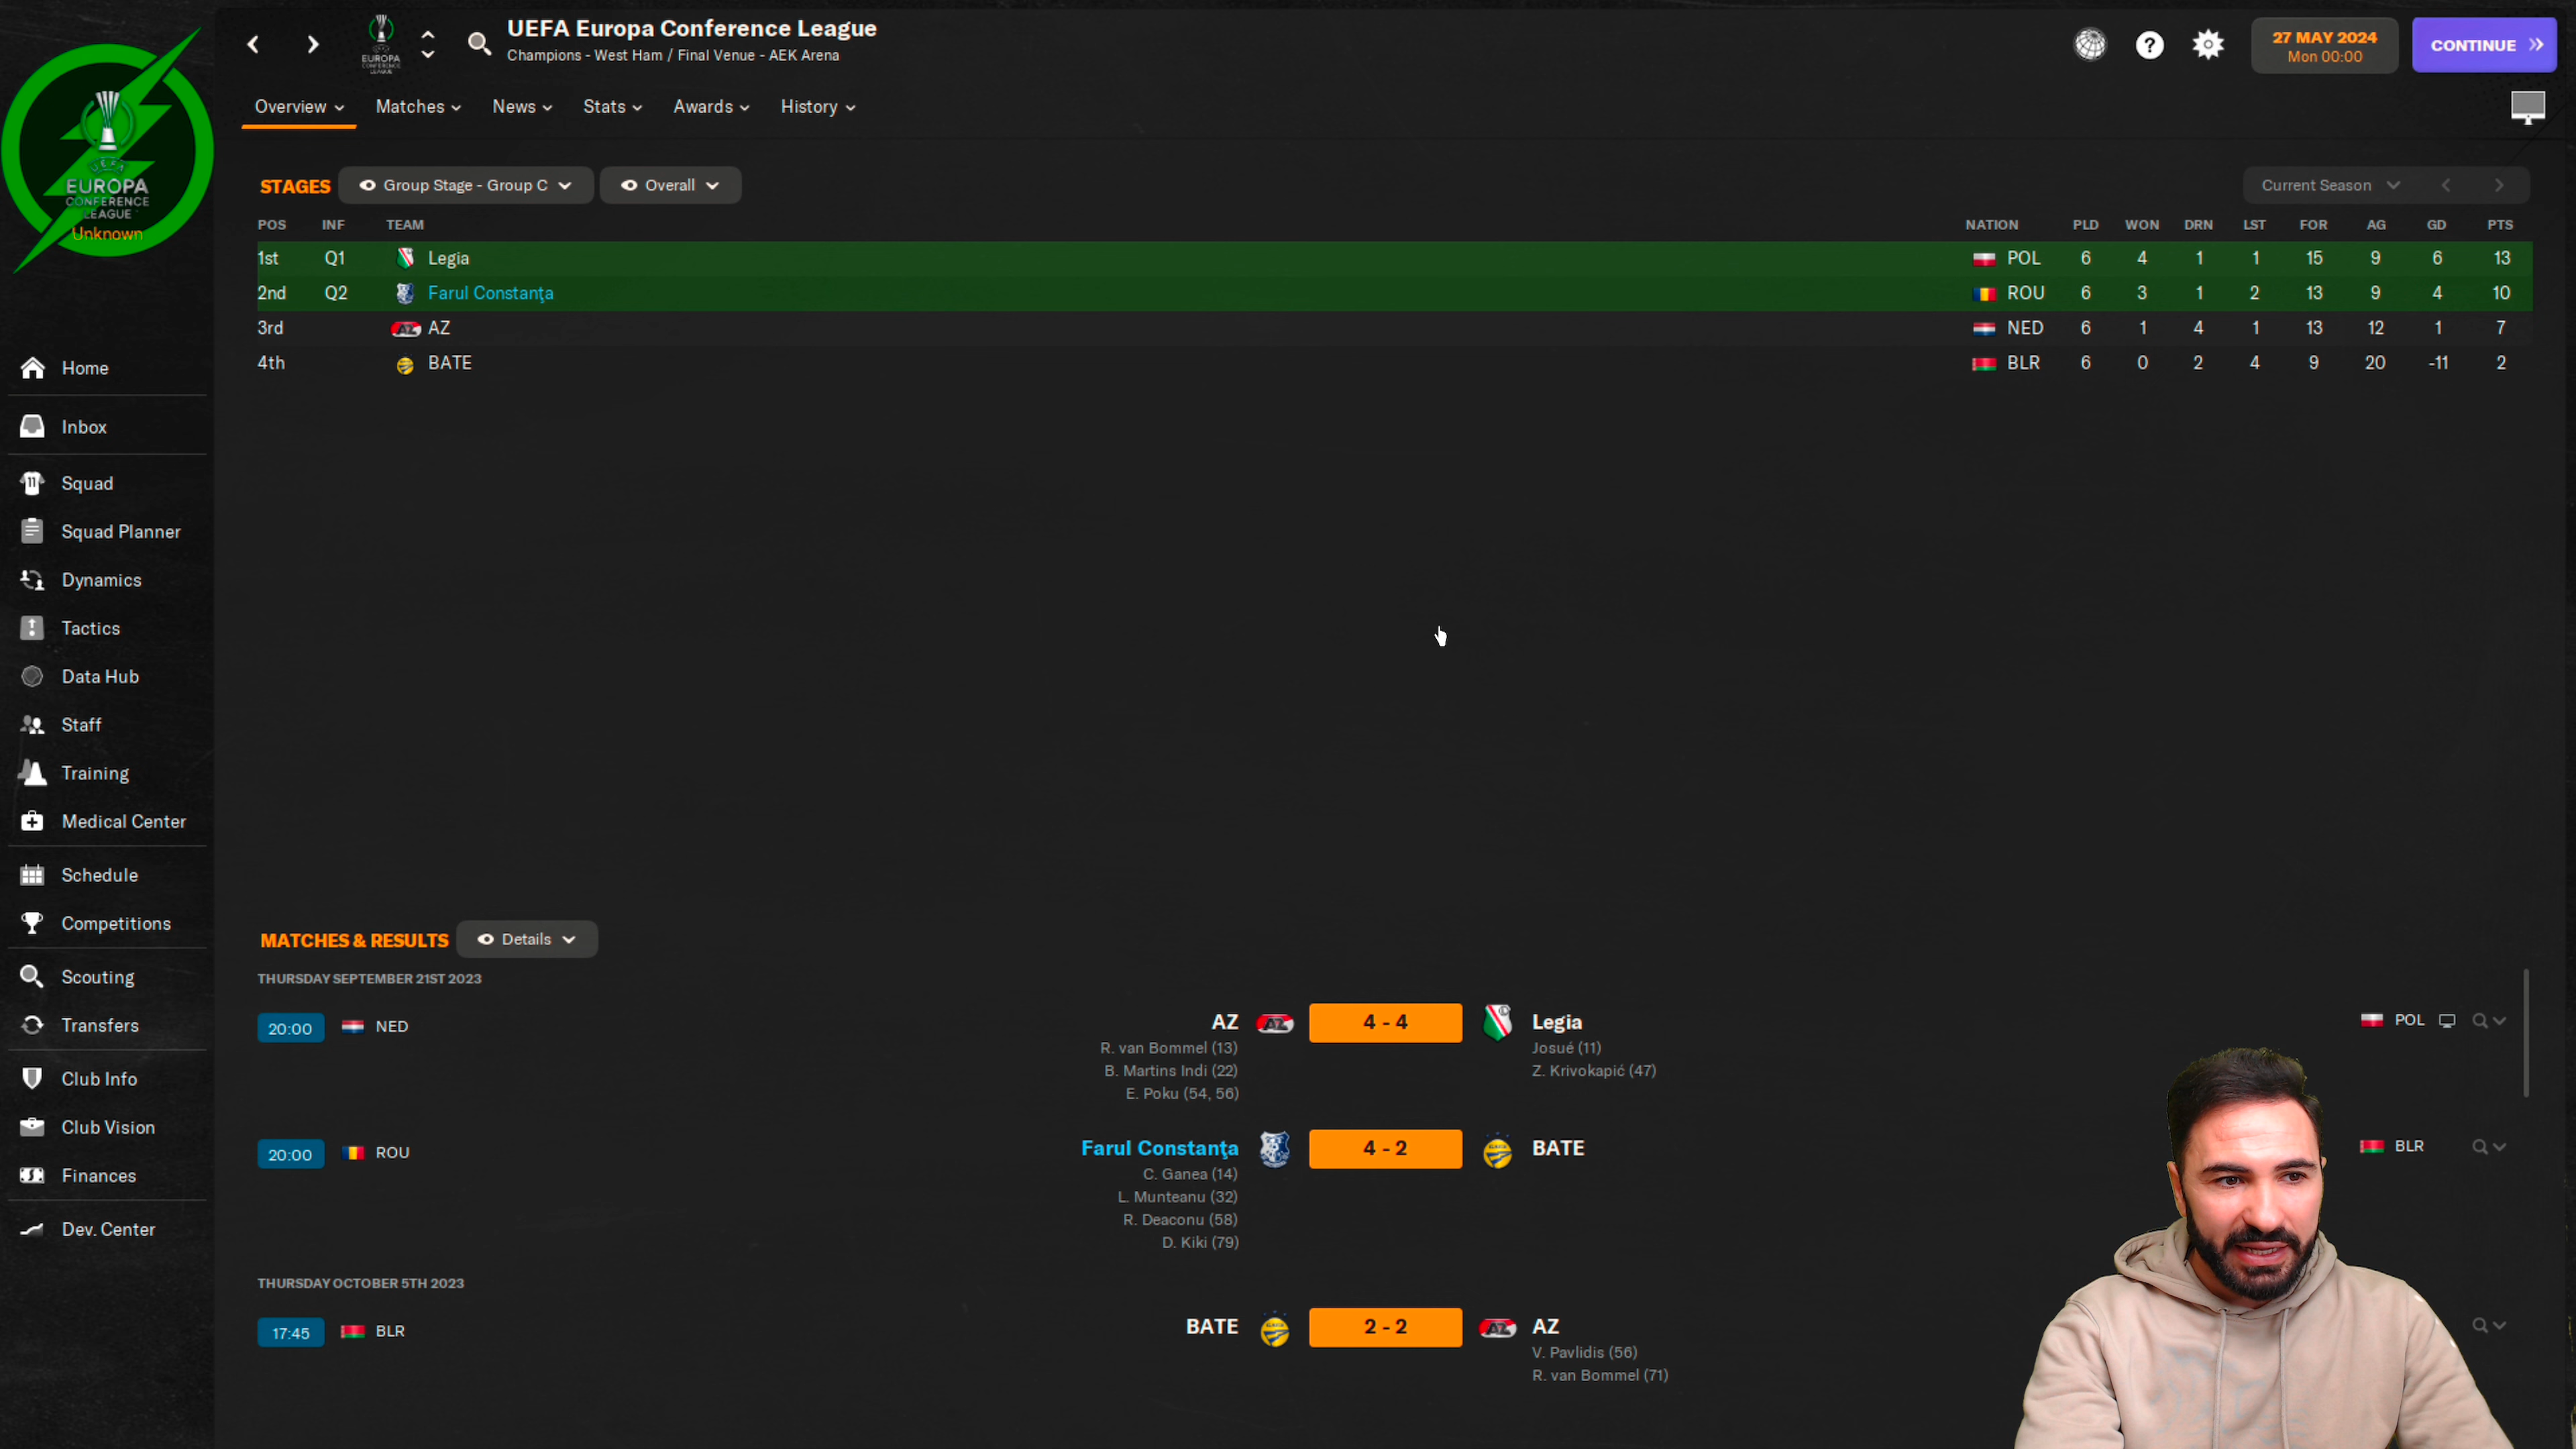 UEFA Europa Conference League
Champions - West Ham / Final Venue - AEK Arena
EUROPA
CONFERENCE
LEAGUE
27 MAY 2024
Mon 00:00
CONTINUE
Overview
Matches
News
Stats
Awards
History
EUROPA
CONFERENCE
LEAGUE
Unknown
Home
Inbox
Squad
Squad Planner
Dynamics
Tactics
Data Hub
Staff
Training
Medical Center
Schedule
Competitions
Scouting
Transfers
Club Info
Club Vision
Finances
Dev. Center
STAGES Group Stage - Group C Overall Current Season
POS INF TEAM NATION PLD WON DRN LST FOR AG GD PTS
1st Q1 Legia POL 6 4 1 1 15 9 6 13
2nd Q2 Farul Constanţa ROU 6 3 1 2 13 9 4 10
3rd AZ NED 6 1 4 1 13 12 1 7
4th BATE BLR 6 0 2 4 9 20 -11 2
MATCHES & RESULTS Details
THURSDAY SEPTEMBER 21ST 2023
20:00 NED AZ 4 - 4 Legia POL
R. van Bommel (13) Josué (11)
B. Martins Indi (22) Z. Krivokapić (47)
E. Poku (54, 56)
20:00 ROU Farul Constanţa 4 - 2 BATE BLR
C. Ganea (14)
L. Munteanu (32)
R. Deaconu (58)
D. Kiki (79)
THURSDAY OCTOBER 5TH 2023
17:45 BLR BATE 2 - 2 AZ
V. Pavlidis (56)
R. van Bommel (71)